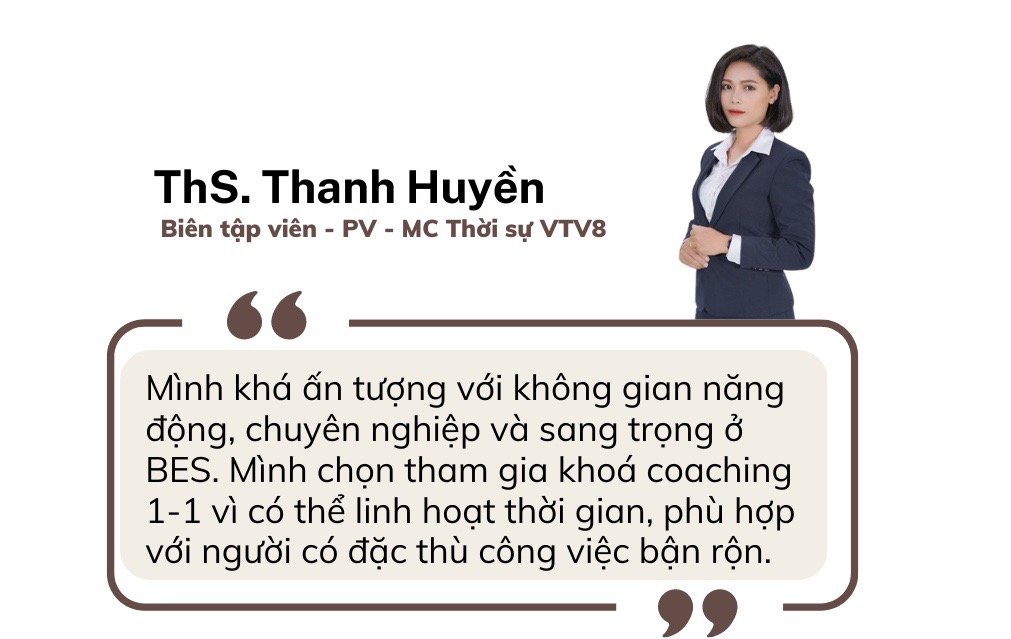 ThS. Thanh Huyền
Biên tập viên - PV - MC Thời sự VTV8
Mình khá ấn tượng với không gian năng
động, chuyên nghiệp và sang trọng ở
BES. Mình chọn tham gia khoá coaching
1-1 vì có thể linh hoạt thời gian, phù hợp
với người có đặc thù công việc bận rộn.